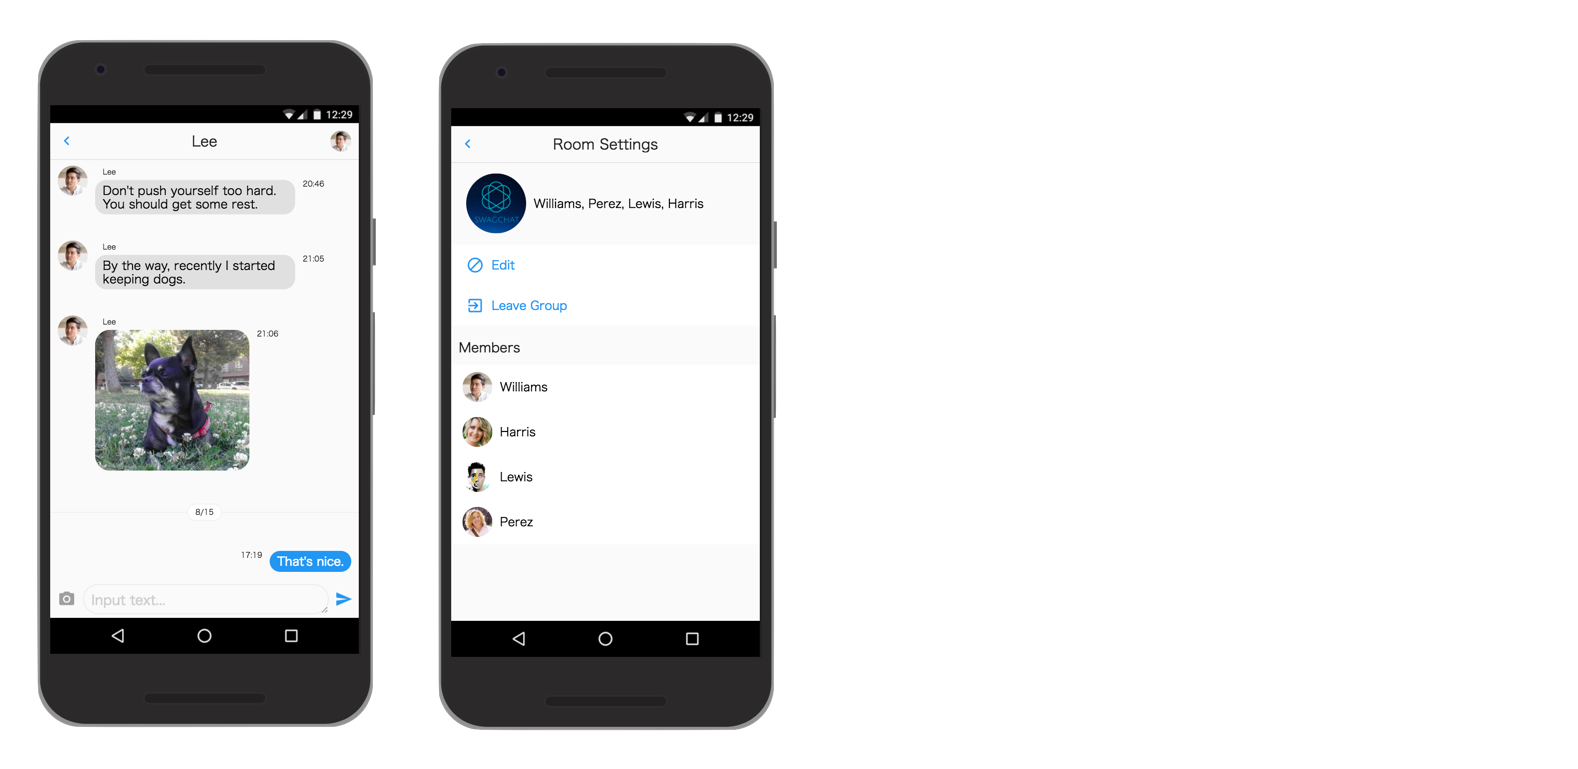 12:29
Lee
Lee
Don't push yourself too hard.
You should get some rest.
20:46
Lee
By the way, recently I started
keeping dogs.
21:05
Lee
21:06
8/15
17:19
That's nice.
Input text...
12:29
Room Settings
SWAGCHAT
Williams, Perez, Lewis, Harris
Edit
Leave Group
Members
Williams
Harris
Lewis
Perez